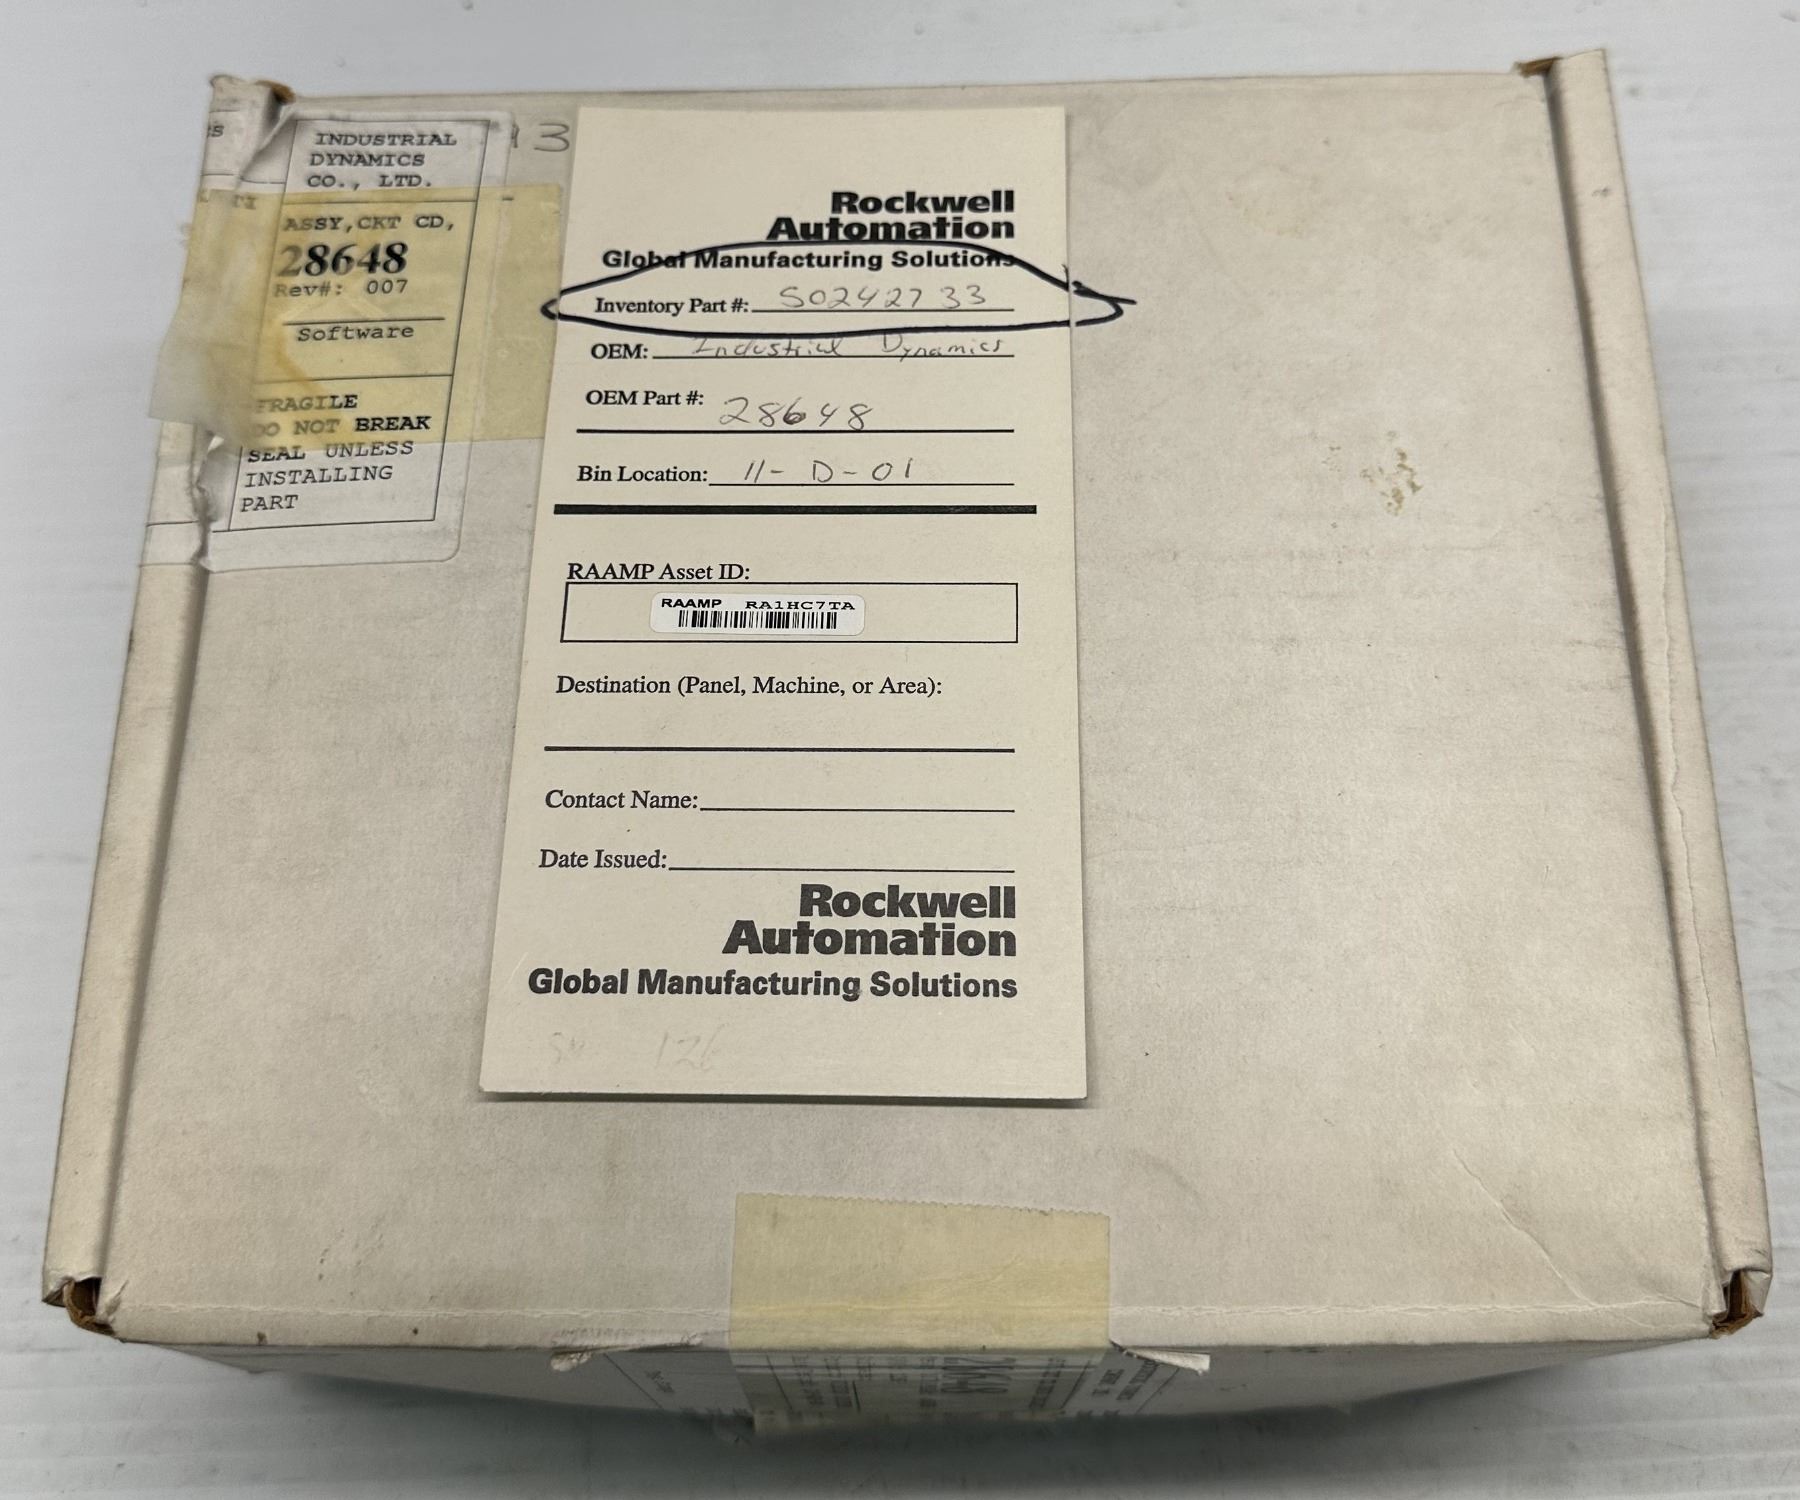 INDUSTRIAL
DYNAMICS
CO., LTD.
ASSY,CKT CD,
28648
Rev#: 007
Software
FRAGILE
DO NOT BREAK
SEAL UNLESS
INSTALLING
PART
Rockwell
Automation
Global Manufacturing Solutions
Inventory Part #: S0242733
OEM: Industrial Dynamics
OEM Part #: 28648
Bin Location: 11-D-01
RAAMP Asset ID:
RAAMP RA1HC7TA
Destination (Panel, Machine, or Area):
Contact Name:
Date Issued:
Rockwell
Automation
Global Manufacturing Solutions
28648